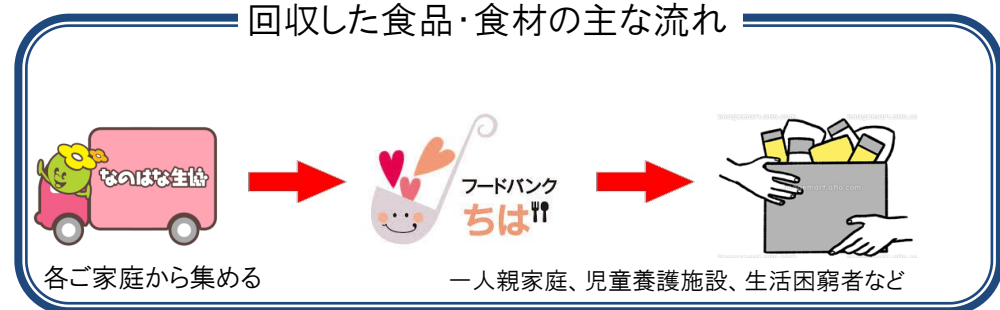 回収した食品・食材の主な流れ
なのはな生協
フードバンク
ちば
各ご家庭から集める
一人親家庭、児童養護施設、生活困窮者など